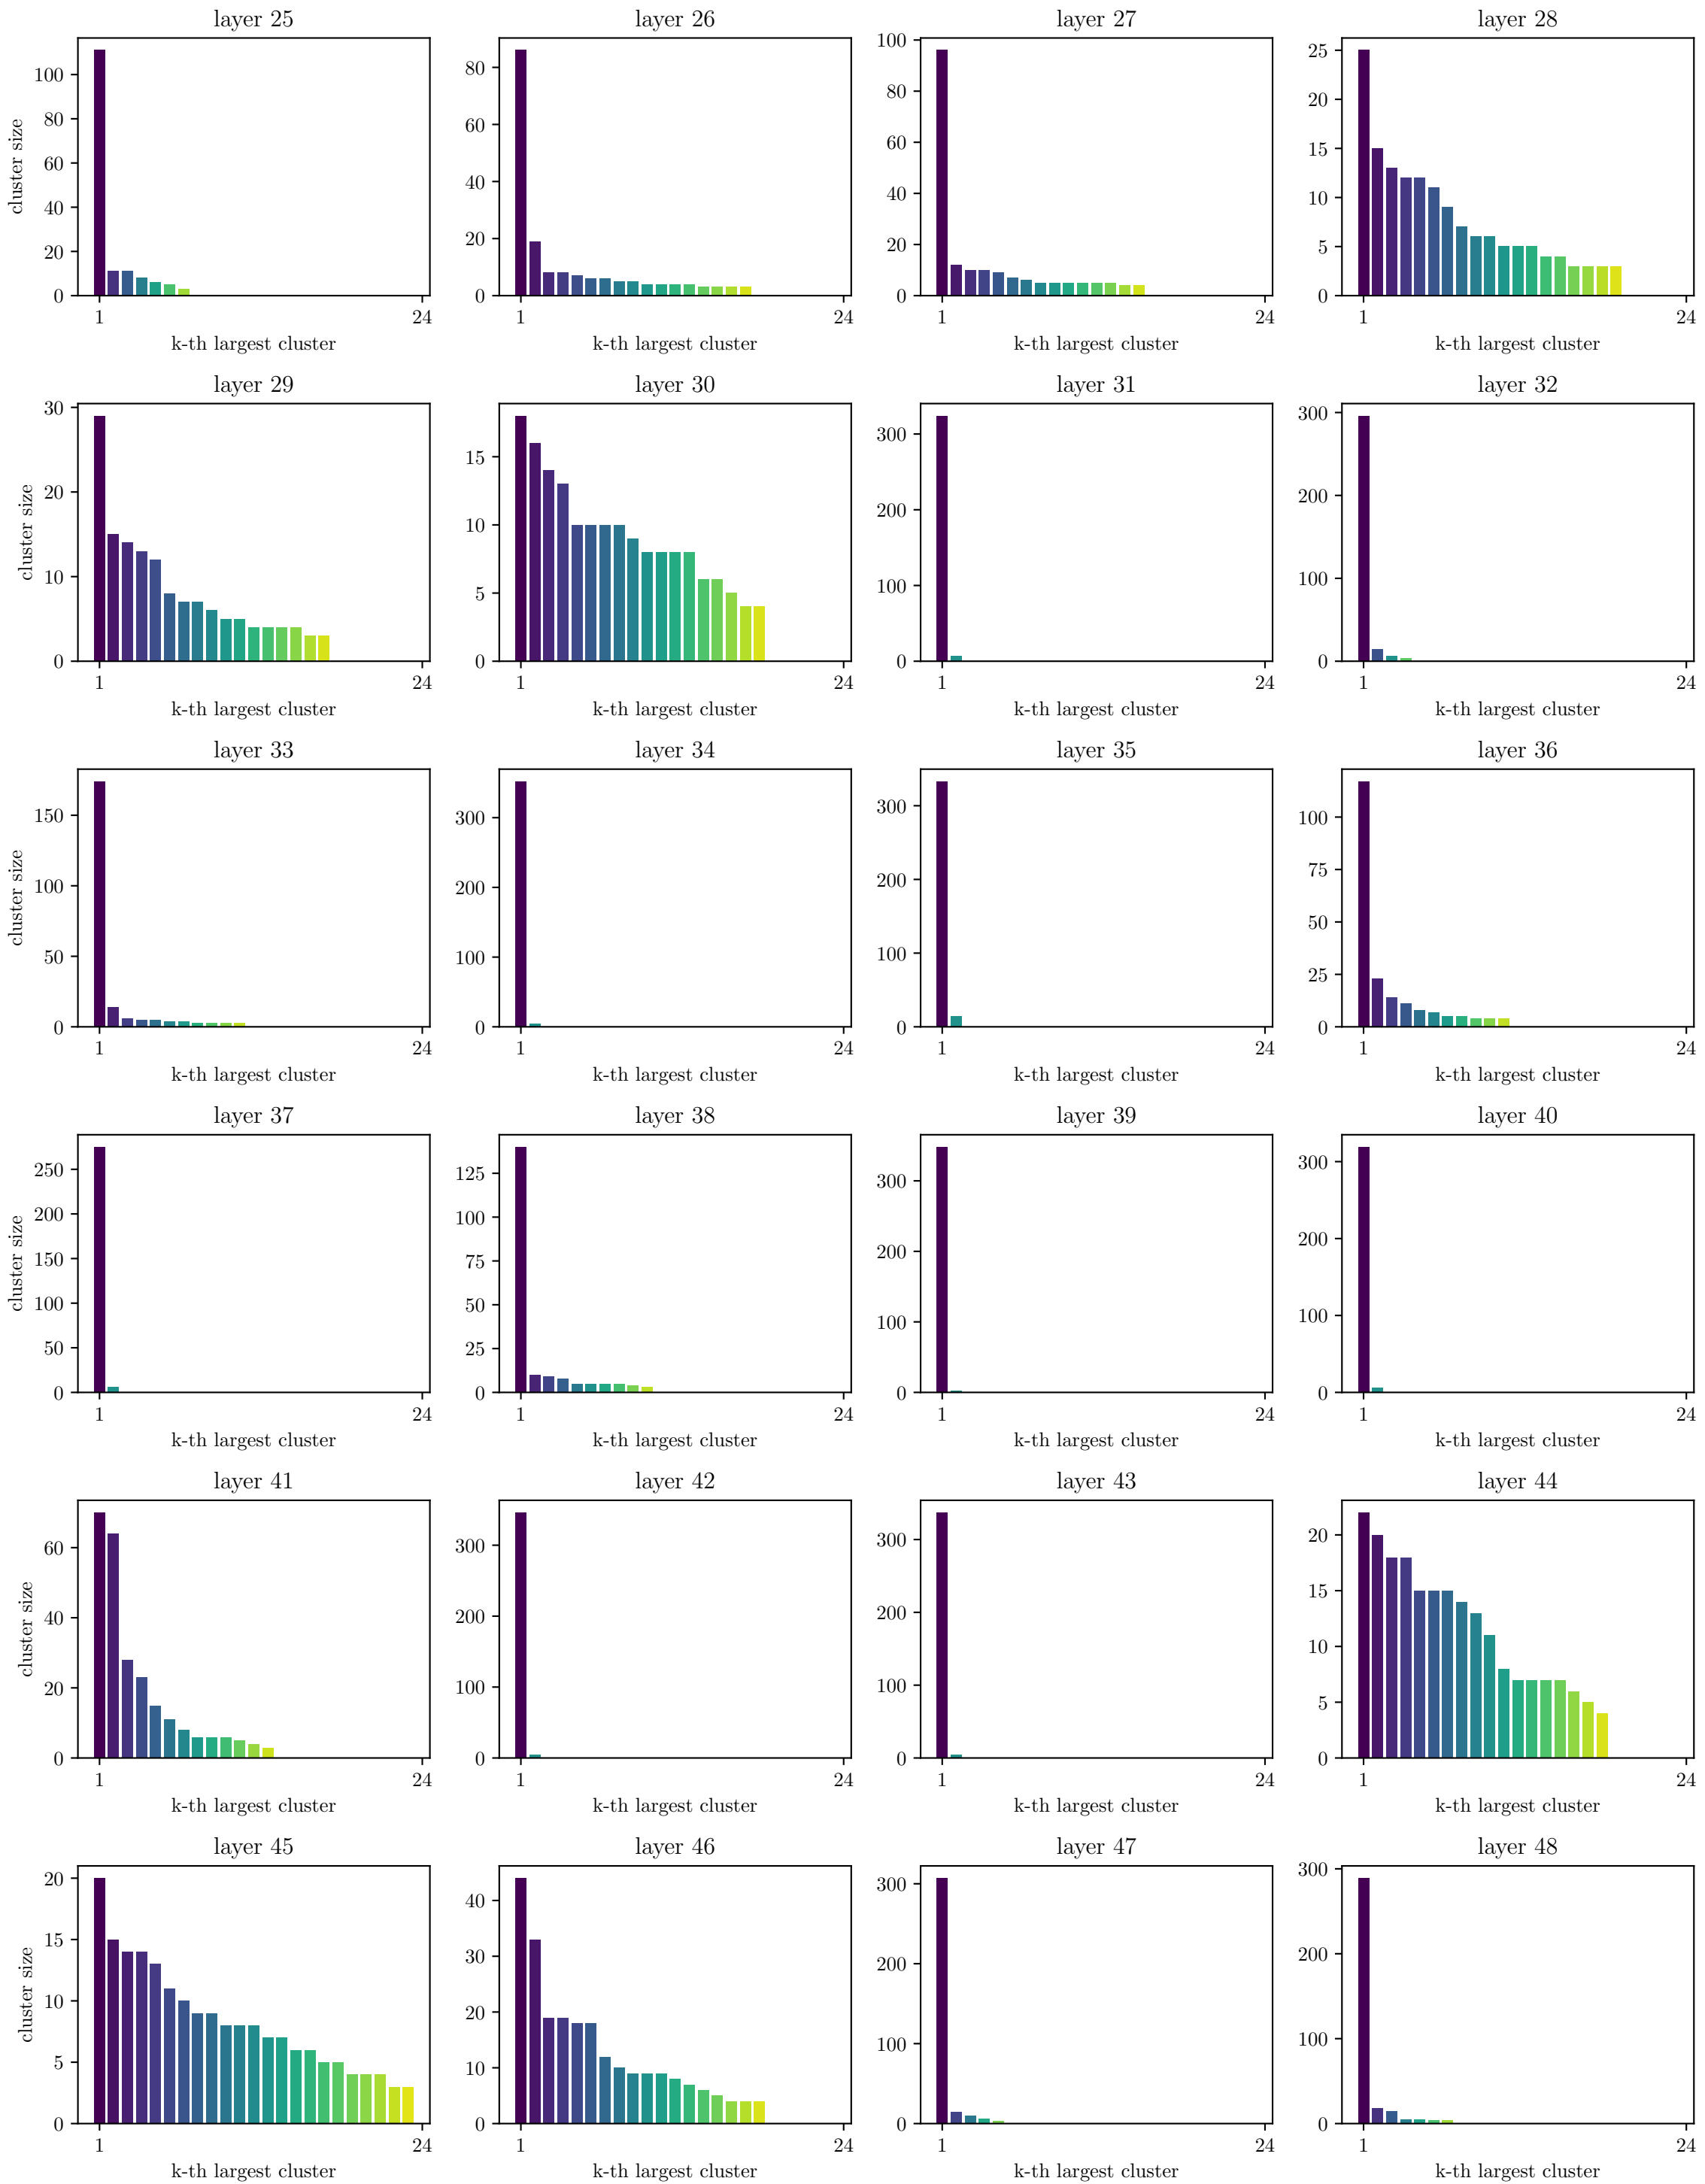 layer 25
layer 26
layer 27
layer 28
cluster size
100
80
60
40
20
0
1
24
k-th largest cluster
80
60
40
20
0
1
24
k-th largest cluster
100
80
60
40
20
0
1
24
k-th largest cluster
25
20
15
10
5
0
1
24
k-th largest cluster
layer 29
layer 30
layer 31
layer 32
cluster size
30
20
10
0
1
24
k-th largest cluster
15
10
5
0
1
24
k-th largest cluster
300
200
100
0
1
24
k-th largest cluster
300
200
100
0
1
24
k-th largest cluster
layer 33
layer 34
layer 35
layer 36
cluster size
150
100
50
0
1
24
k-th largest cluster
300
200
100
0
1
24
k-th largest cluster
300
200
100
0
1
24
k-th largest cluster
100
75
50
25
0
1
24
k-th largest cluster
layer 37
layer 38
layer 39
layer 40
cluster size
250
200
150
100
50
0
1
24
k-th largest cluster
125
100
75
50
25
0
1
24
k-th largest cluster
300
200
100
0
1
24
k-th largest cluster
300
200
100
0
1
24
k-th largest cluster
layer 41
layer 42
layer 43
layer 44
cluster size
60
40
20
0
1
24
k-th largest cluster
300
200
100
0
1
24
k-th largest cluster
300
200
100
0
1
24
k-th largest cluster
20
15
10
5
0
1
24
k-th largest cluster
layer 45
layer 46
layer 47
layer 48
cluster size
20
15
10
5
0
1
24
k-th largest cluster
40
30
20
10
0
1
24
k-th largest cluster
300
200
100
0
1
24
k-th largest cluster
300
200
100
0
1
24
k-th largest cluster